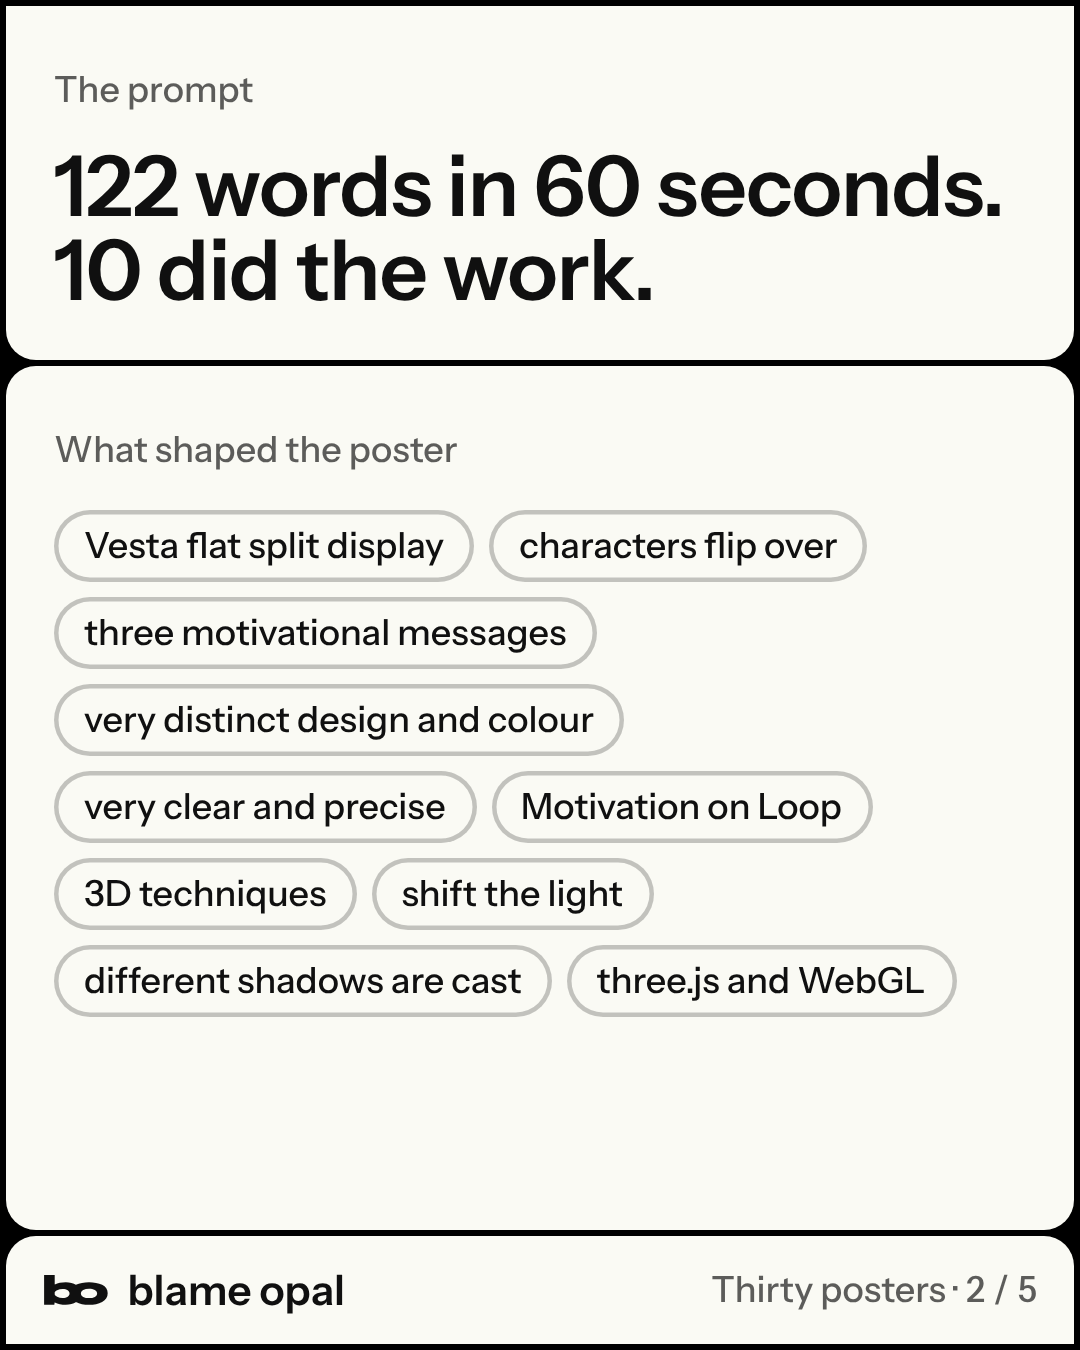 The prompt
122 words in 60 seconds.
10 did the work.
What shaped the poster
Vesta flat split display
characters flip over
three motivational messages
very distinct design and colour
very clear and precise
Motivation on Loop
3D techniques
shift the light
different shadows are cast
three.js and WebGL
bo blame opal
Thirty posters · 2 / 5